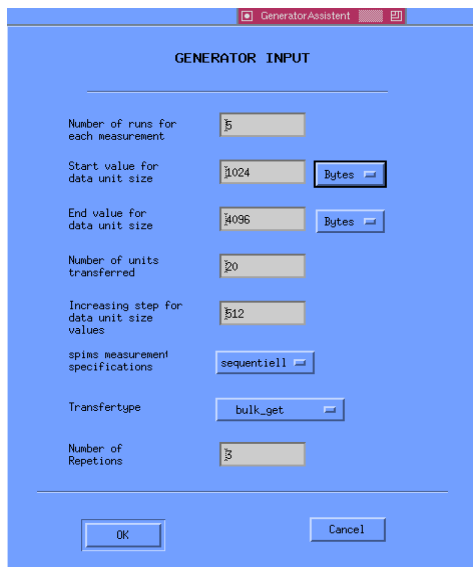 GeneratorAssistent
GENERATOR INPUT
Number of runs for
each measurement
5
Start value for
data unit size
1024
Bytes
End value for
data unit size
4096
Bytes
Number of units
transferred
20
Increasing step for
data unit size
values
512
spims measurement
specifications
sequentiell
Transfertype
bulk_get
Number of
Repetions
3
OK
Cancel